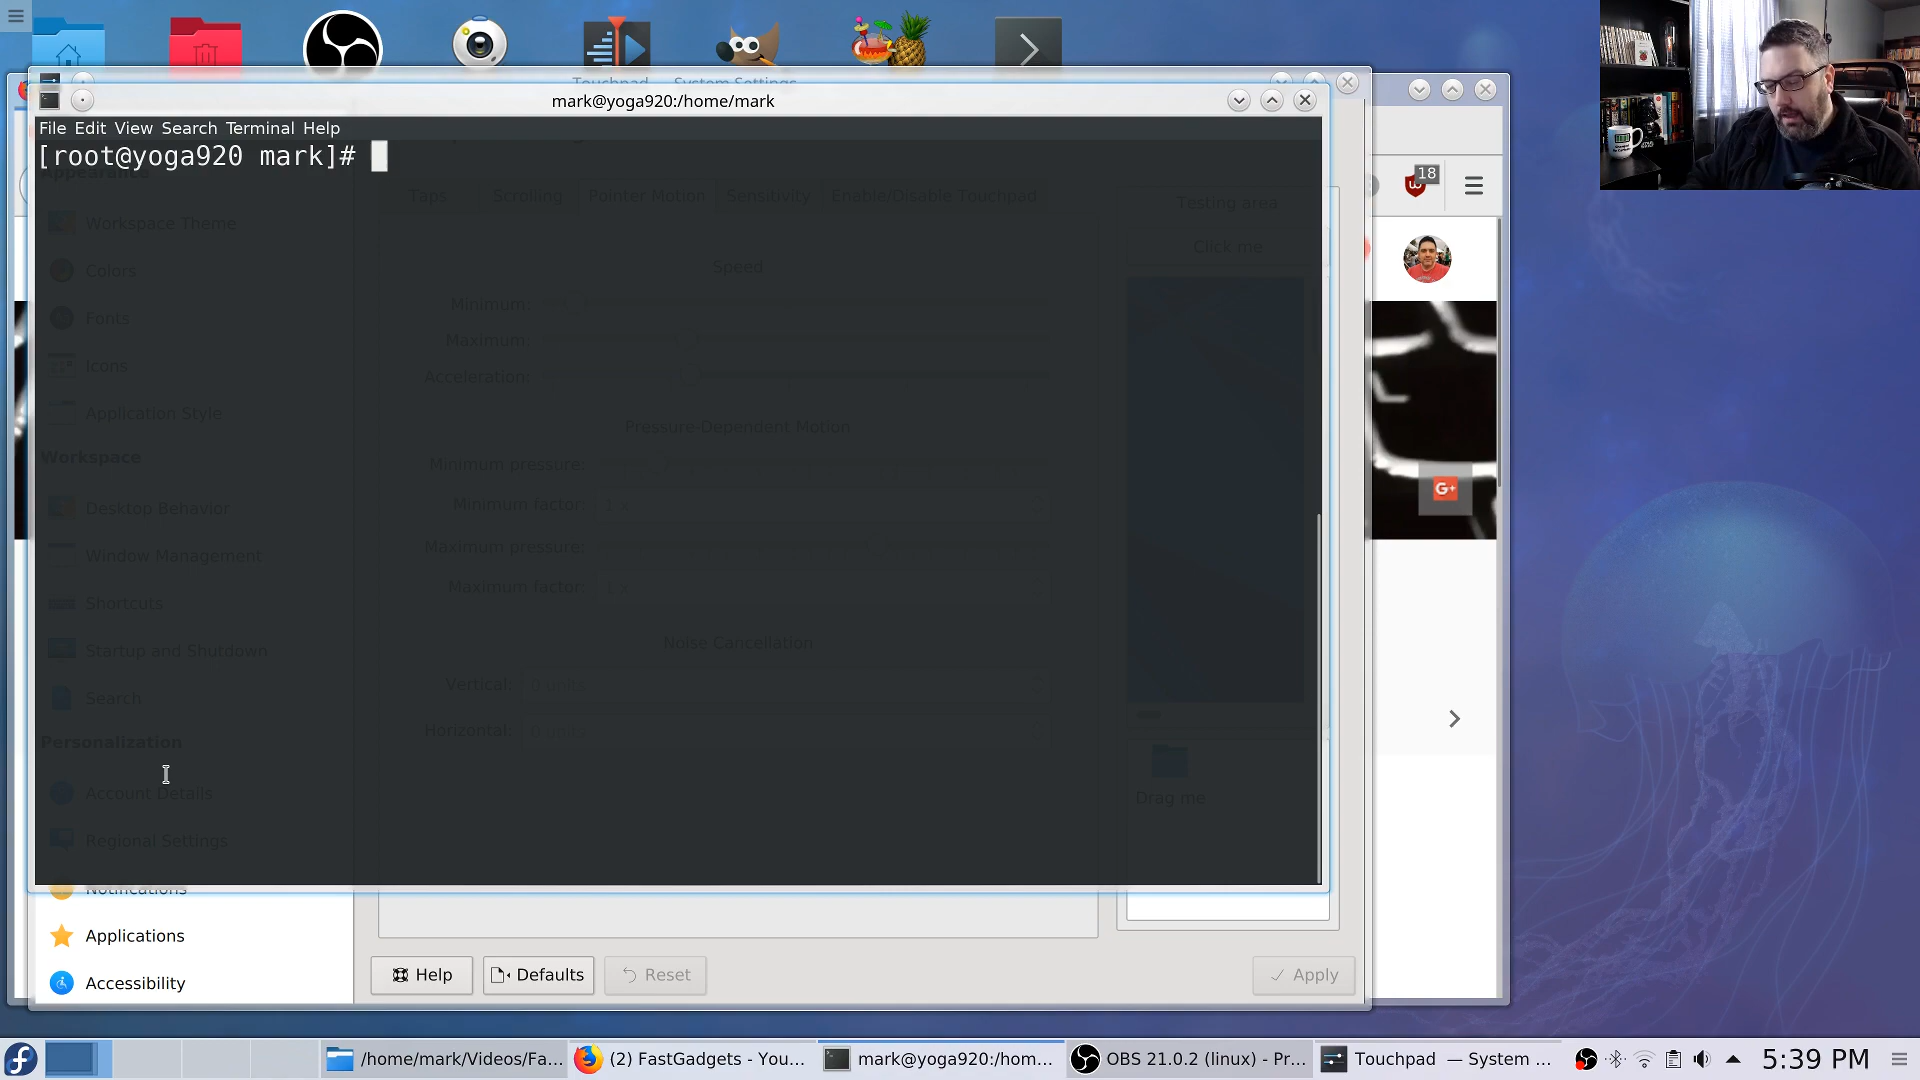 Touchpad System Settings
mark@yoga920:/home/mark
File Edit View Search Terminal Help
[root@yoga920 mark]#
Appearance
Workspace Theme
Colors
Fonts
Icons
Application Style
Workspace
Desktop Behavior
Window Management
Shortcuts
Startup and Shutdown
Search
Personalization
Account Details
Regional Settings
Notifications
Applications
Accessibility
Taps Scrolling Pointer Motion Sensitivity Enable/Disable Touchpad
Speed
Minimum:
Maximum:
Acceleration:
Pressure-Dependent Motion
Minimum pressure:
Minimum factor:
Maximum pressure:
Maximum factor:
Noise Cancellation
Vertical:
Horizontal:
Testing area
Click me
Drag me
Help Defaults Reset Apply
18
G+
/home/mark/Videos/Fa... (2) FastGadgets - You... mark@yoga920:/hom... OBS 21.0.2 (linux) - Pr... Touchpad — System ... 5:39 PM